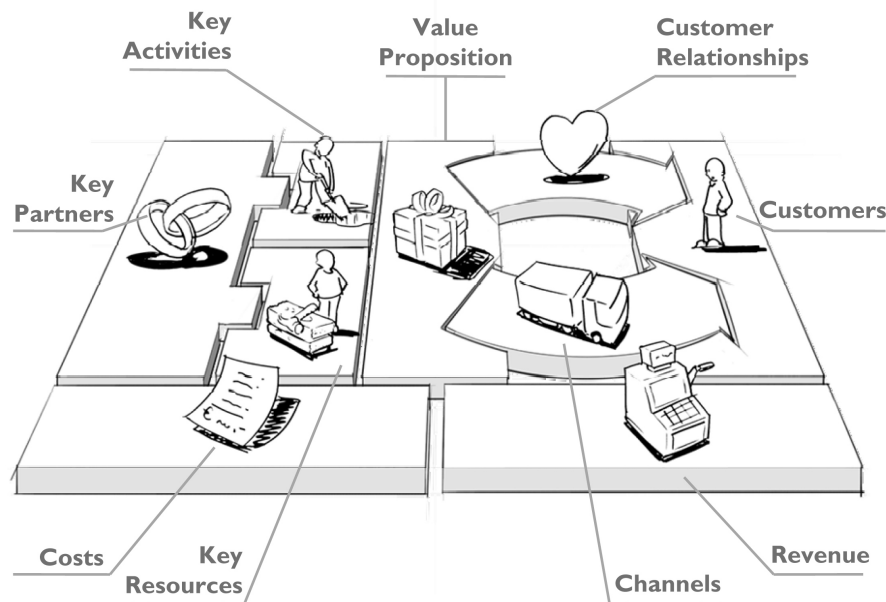 Key
Activities
Value
Proposition
Customer
Relationships
Key
Partners
Customers
Costs
Key
Resources
Channels
Revenue